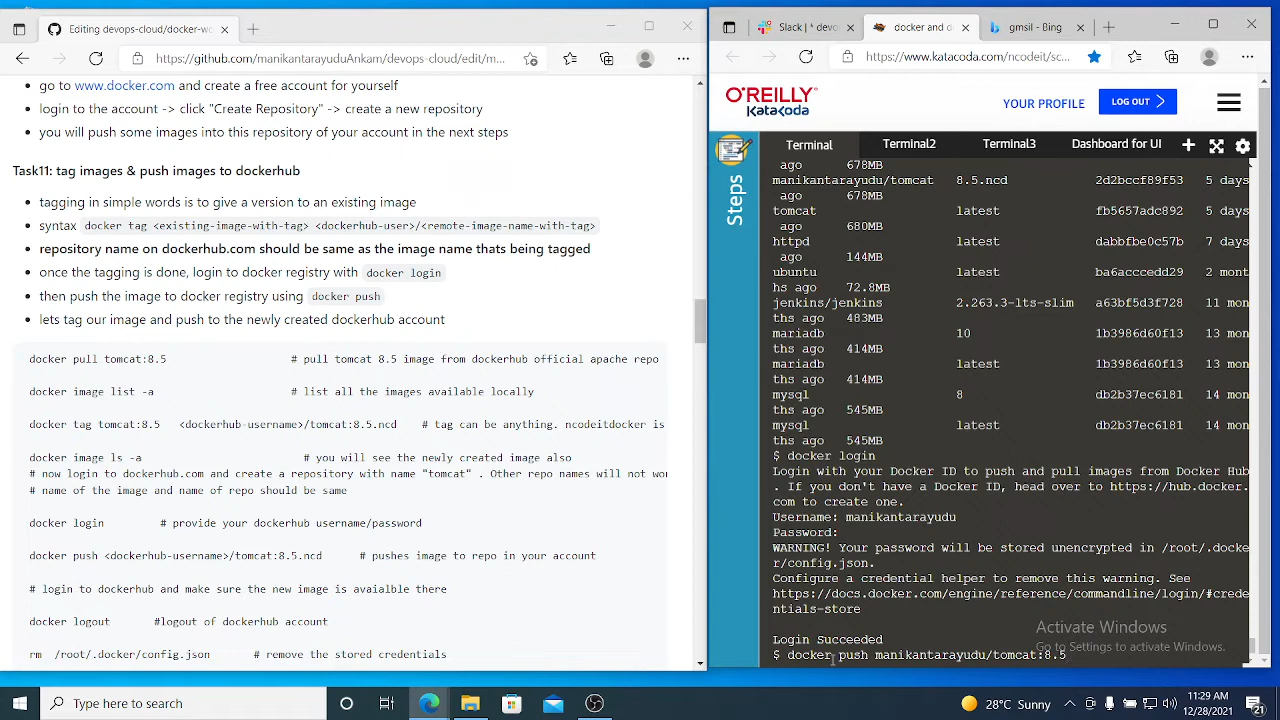 Editing devops-cloud/docker-wo
https://github.com/manikantarayuduAnkam/devops-cloud/edit/m...
go to www.docker.com and create a free account for yourself
login to the account -> click "Create Repository" -> create a new repository
you will push some images into this repository of your account in the next steps
Task11: tag images & push images to dockerhub
tagging in simple words is to give a version to an existing image
syntax docker tag <existing-image-with-tag> <dockerhub-user>/<remote-image-name-with-tag>
repository name on dockerhub.com should be same as the image name thats being tagged
once the tagging is done, login to docker registry with docker login
then push the image to docker registry using docker push
lets tag our image and push to the newly created dockerhub account
docker pull tomcat:8.5 # pull tomcat 8.5 image from dockerhub official apache repo
docker image list -a # list all the images available locally
docker tag tomcat:8.5 <dockerhub-username>/tomcat:8.5.ncd # tag can be anything. ncodeitdocker is
docker image ls -a # you will see the newly created image also
# now login to dockerhub.com and create a repository with name "tomcat" . Other repo names will not wor
# name of the image and name of repo should be same
docker login # provide your dockerhub username/password
docker push <dockerhub-username>/tomcat:8.5.ncd # pushes image to repo in your account
# login to dockerhub and make sure the new image is avaialble there
docker logout #logout of dockerhub account
rm /root/.docker/config.json # remove the stored credentials
Slack | * devo
docker and d
gmsil - Bing
https://www.katacoda.com/ncodeit/sc...
O'REILLY
Katacoda
YOUR PROFILE
LOG OUT
Steps
Terminal Terminal2 Terminal3 Dashboard for UI
ago 678MB
manikantarayudu/tomcat 8.5.ncd 2d2bccf89f53 5 days
ago 678MB
tomcat latest fb5657adc892 5 days
ago 680MB
httpd latest dabbfbe0c57b 7 days
ago 144MB
ubuntu latest ba6acccedd29 2 mont
hs ago 72.8MB
jenkins/jenkins 2.263.3-lts-slim a63bf5d3f728 11 mon
ths ago 483MB
mariadb 10 1b3986d60f13 13 mon
ths ago 414MB
mariadb latest 1b3986d60f13 13 mon
ths ago 414MB
mysql 8 db2b37ec6181 14 mon
ths ago 545MB
mysql latest db2b37ec6181 14 mon
ths ago 545MB
$ docker login
Login with your Docker ID to push and pull images from Docker Hub
. If you don't have a Docker ID, head over to https://hub.docker.
com to create one.
Username: manikantarayudu
Password:
WARNING! Your password will be stored unencrypted in /root/.docke
r/config.json.
Configure a credential helper to remove this warning. See
https://docs.docker.com/engine/reference/commandline/login/#crede
ntials-store
Login Succeeded
$ docker push manikantarayudu/tomcat:8.5
Activate Windows
Go to Settings to activate Windows.
Type here to search
28°C Sunny
11:29 AM
12/28/2021
21